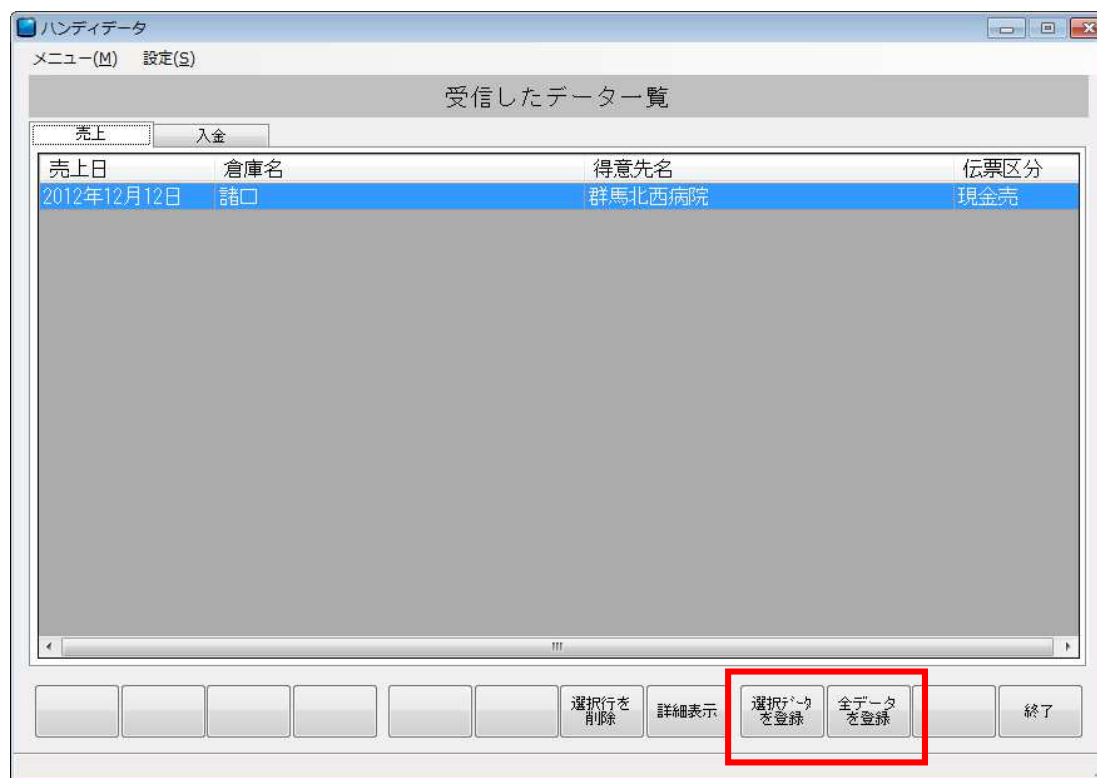 ハンディデータ
メニュー(M) 設定(S)
受信したデータ一覧
売上 入金
売上日 倉庫名 得意先名 伝票区分
2012年12月12日 諸口 群馬北西病院 現金売
選択行を
削除
詳細表示
選択ﾃﾞｰﾀ
を登録
全データ
を登録
終了